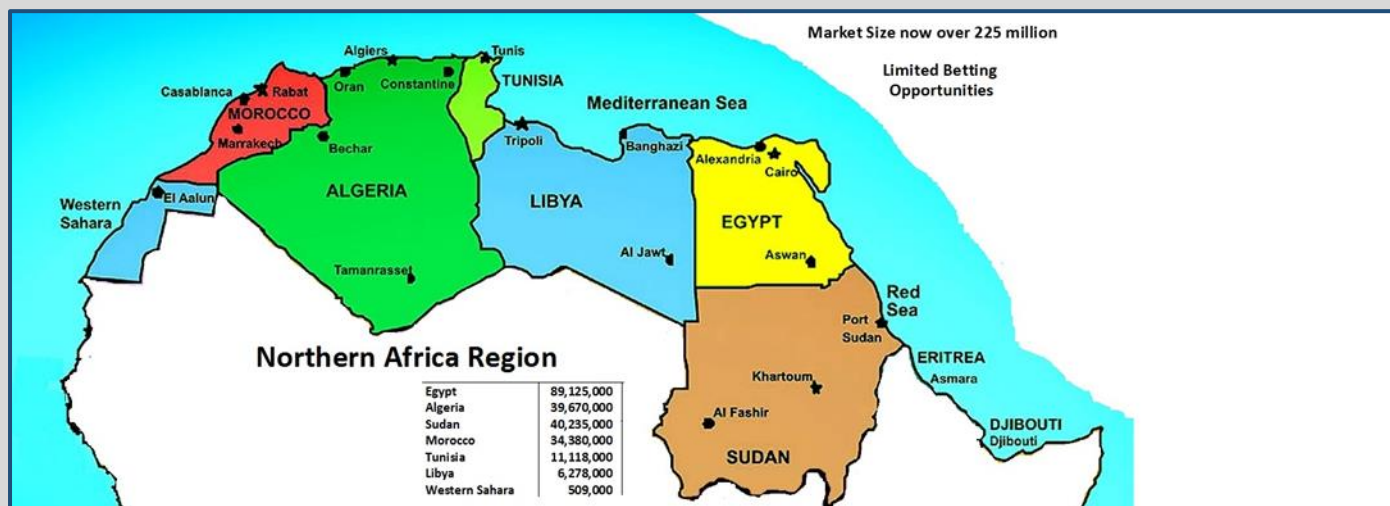 Market Size now over 225 million
Limited Betting
Opportunities
Algiers
Tunis
Oran
Constantine
TUNISIA
Casablanca
Rabat
MOROCCO
Marrakech
Bechar
Mediterranean Sea
Tripoli
Banghazi
Alexandria
Cairo
Western
Sahara
El Aalun
ALGERIA
LIBYA
EGYPT
Al Jawt
Aswan
Tamanrasset
Red
Sea
Port
Sudan
Northern Africa Region
ERITREA
Asmara
Khartoum
Al Fashir
DJIBOUTI
Djibouti
SUDAN
Egypt 89,125,000
Algeria 39,670,000
Sudan 40,235,000
Morocco 34,380,000
Tunisia 11,118,000
Libya 6,278,000
Western Sahara 509,000